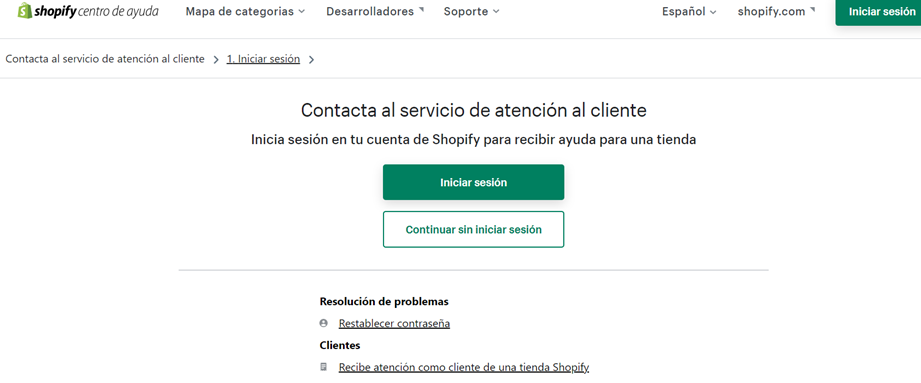 shopify centro de ayuda Mapa de categorias Desarrolladores Soporte Español shopify.com Iniciar sesión
Contacta al servicio de atención al cliente 1. Iniciar sesión
Contacta al servicio de atención al cliente
Inicia sesión en tu cuenta de Shopify para recibir ayuda para una tienda
Iniciar sesión
Continuar sin iniciar sesión
Resolución de problemas
Restablecer contraseña
Clientes
Recibe atención como cliente de una tienda Shopify